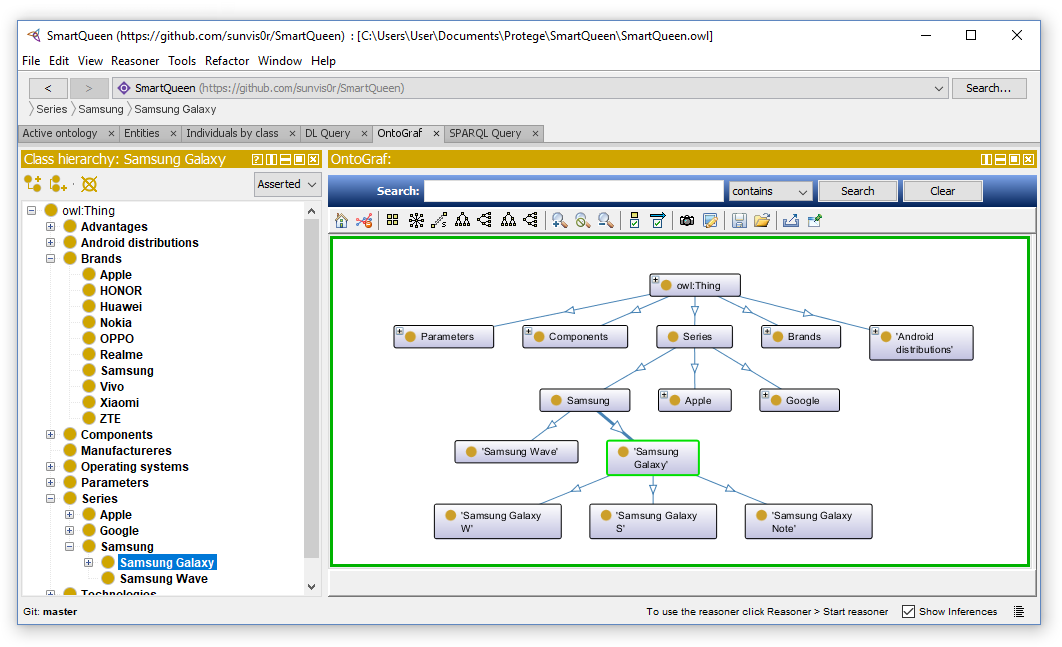 SmartQueen (https://github.com/sunvis0r/SmartQueen) : [C:\Users\User\Documents\Protege\SmartQueen\SmartQueen.owl]
File Edit View Reasoner Tools Refactor Window Help
< > SmartQueen (https://github.com/sunvis0r/SmartQueen) Search...
Series Samsung Samsung Galaxy
Active ontology × Entities × Individuals by class × DL Query × OntoGraf × SPARQL Query ×
Class hierarchy: Samsung Galaxy
Asserted
owl:Thing
Advantages
Android distributions
Brands
Apple
HONOR
Huawei
Nokia
OPPO
Realme
Samsung
Vivo
Xiaomi
ZTE
Components
Manufactureres
Operating systems
Parameters
Series
Apple
Google
Samsung
Samsung Galaxy
Samsung Wave
Technologies
OntoGraf:
Search: contains Search Clear
owl:Thing
Parameters Components Series Brands 'Android
distributions'
Samsung Apple Google
'Samsung Wave' 'Samsung
Galaxy'
'Samsung Galaxy
W'
'Samsung Galaxy
S'
'Samsung Galaxy
Note'
Git: master
To use the reasoner click Reasoner > Start reasoner Show Inferences